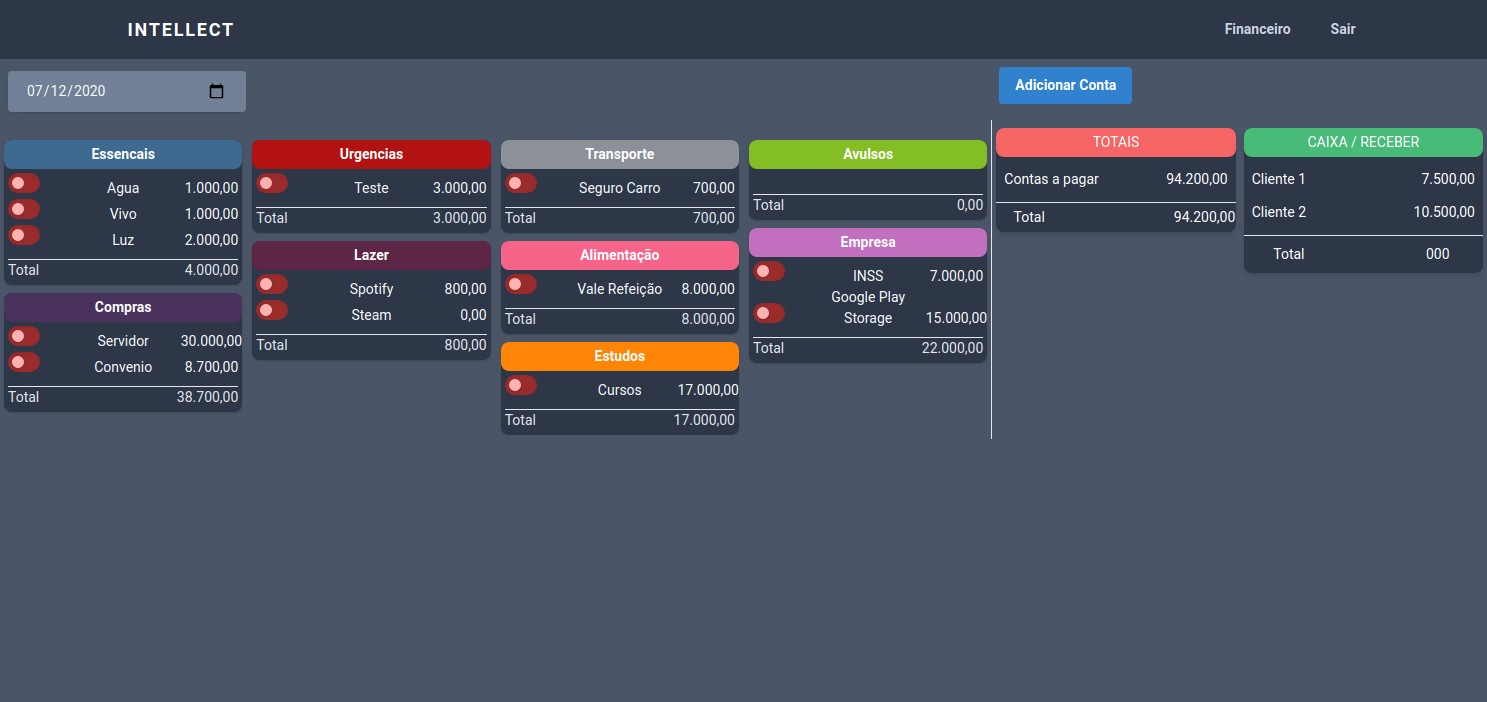 INTELLECT
Financeiro Sair
07/12/2020
Adicionar Conta
Essencais
Agua 1.000,00
Vivo 1.000,00
Luz 2.000,00
Total 4.000,00
Compras
Servidor 30.000,00
Convenio 8.700,00
Total 38.700,00
Urgencias
Teste 3.000,00
Total 3.000,00
Lazer
Spotify 800,00
Steam 0,00
Total 800,00
Transporte
Seguro Carro 700,00
Total 700,00
Alimentação
Vale Refeição 8.000,00
Total 8.000,00
Estudos
Cursos 17.000,00
Total 17.000,00
Avulsos
Total 0,00
Empresa
INSS 7.000,00
Google Play
Storage 15.000,00
Total 22.000,00
TOTAIS
Contas a pagar 94.200,00
Total 94.200,00
CAIXA / RECEBER
Cliente 1 7.500,00
Cliente 2 10.500,00
Total 000